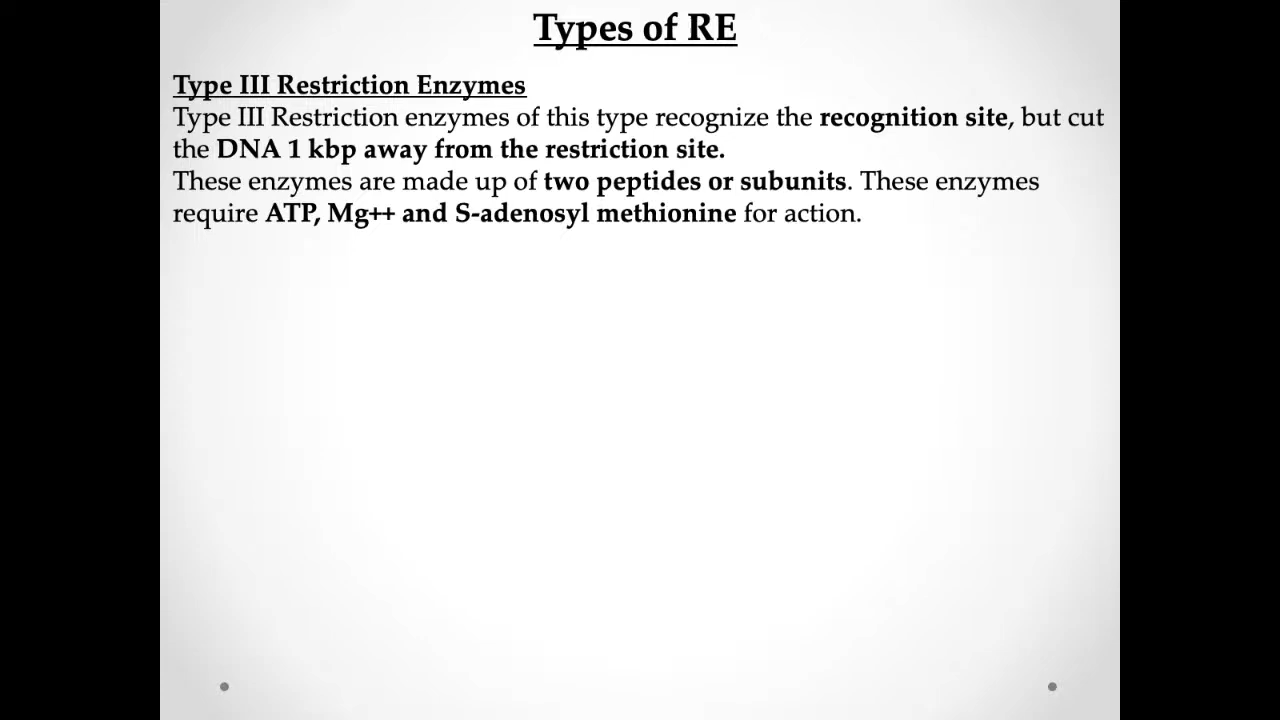 Types of RE
Type III Restriction Enzymes
Type III Restriction enzymes of this type recognize the recognition site, but cut
the DNA 1 kbp away from the restriction site.
These enzymes are made up of two peptides or subunits. These enzymes
require ATP, Mg++ and S-adenosyl methionine for action.